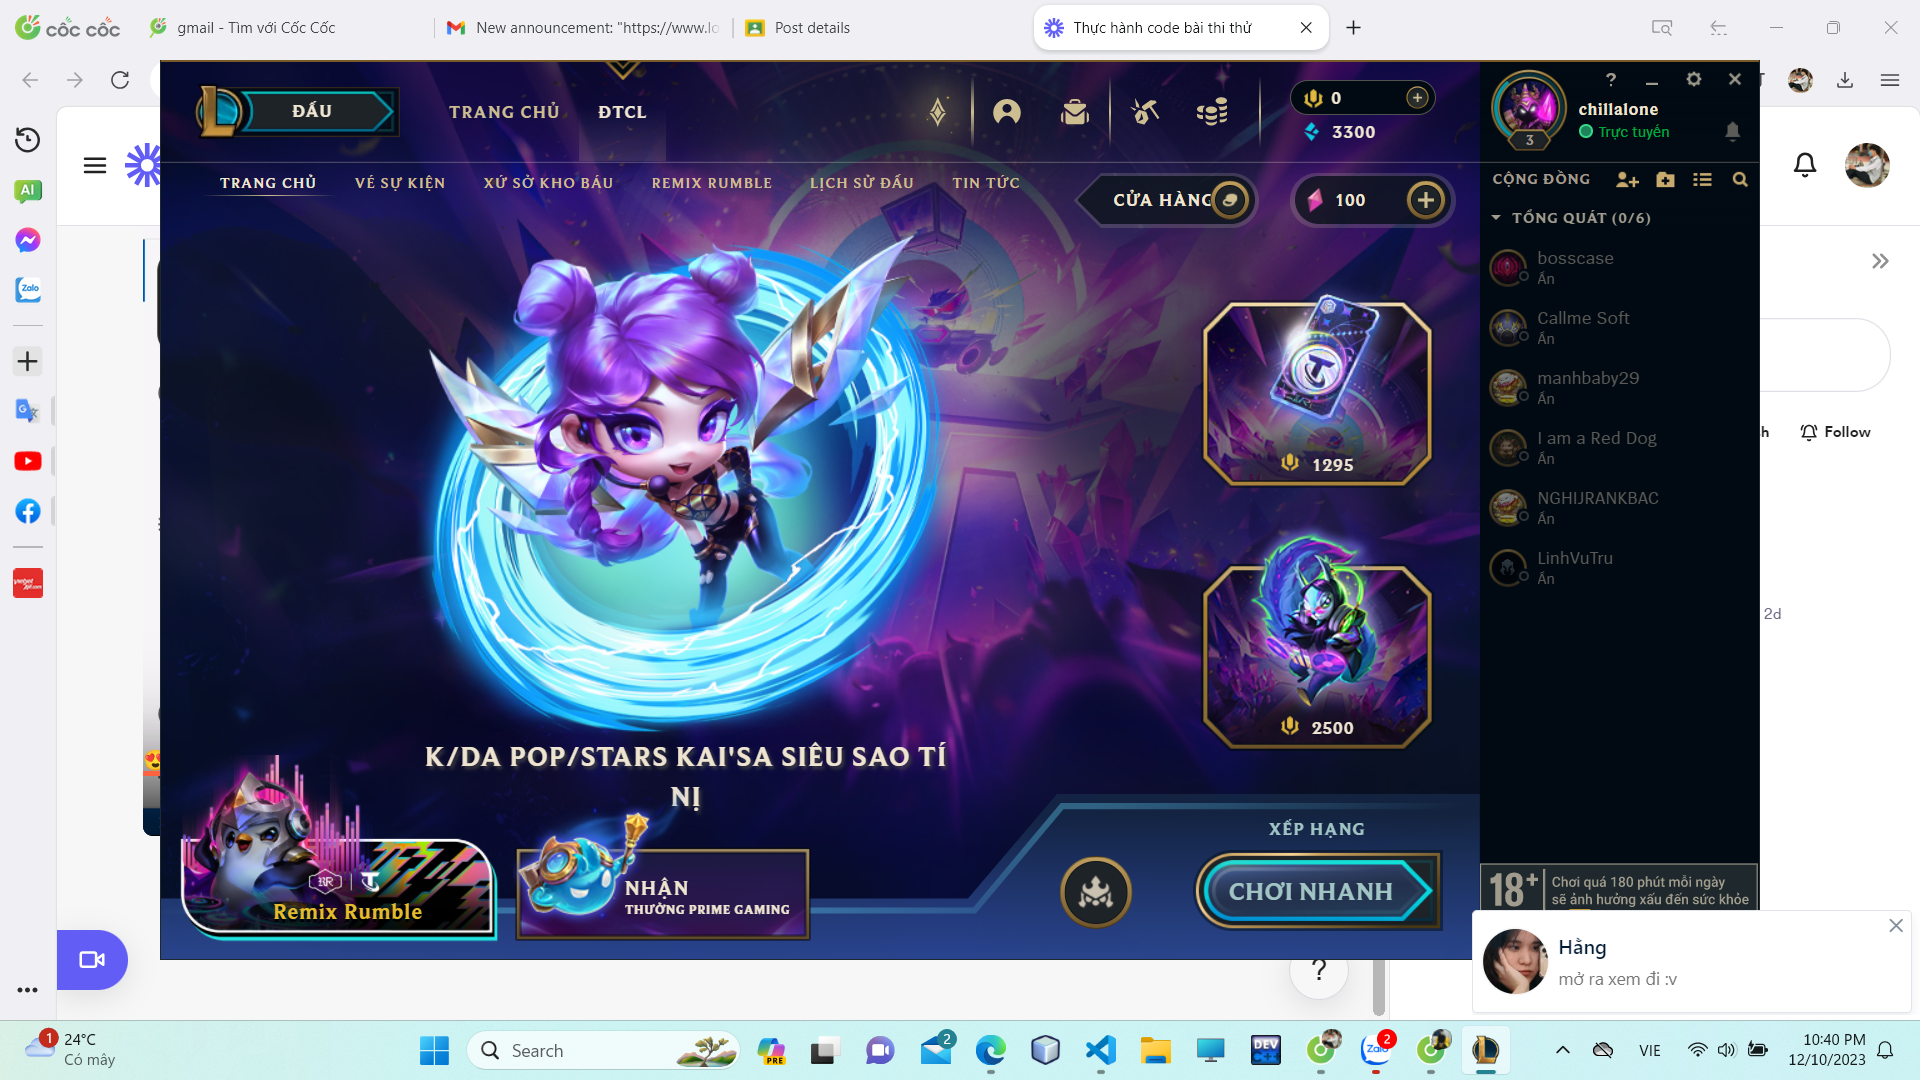 cốc cốc
gmail - Tìm với Cốc Cốc
New announcement: "https://www.lo
Post details
Thực hành code bài thi thử
ĐẤU
TRANG CHỦ
ĐTCL
0
3300
chillalone
Trực tuyến
3
TRANG CHỦ
VÉ SỰ KIỆN
XỨ SỞ KHO BÁU
REMIX RUMBLE
LỊCH SỬ ĐẤU
TIN TỨC
CỬA HÀNG
100
CỘNG ĐỒNG
TỔNG QUÁT (0/6)
bosscase
Ẩn
Callme Soft
Ẩn
manhbaby29
Ẩn
I am a Red Dog
Ẩn
NGHIJRANKBAC
Ẩn
LinhVuTru
Ẩn
AI
Zalo
Follow
2d
1295
2500
K/DA POP/STARS KAI'SA SIÊU SAO TÍ
NỊ
Remix Rumble
NHẬN
THƯỞNG PRIME GAMING
XẾP HẠNG
CHƠI NHANH
18+
Chơi quá 180 phút mỗi ngày
sẽ ảnh hưởng xấu đến sức khỏe
Hằng
mở ra xem đi :v
1
24°C
Có mây
Search
PRE
2
DEV
C++
Zalo
2
VIE
10:40 PM
12/10/2023